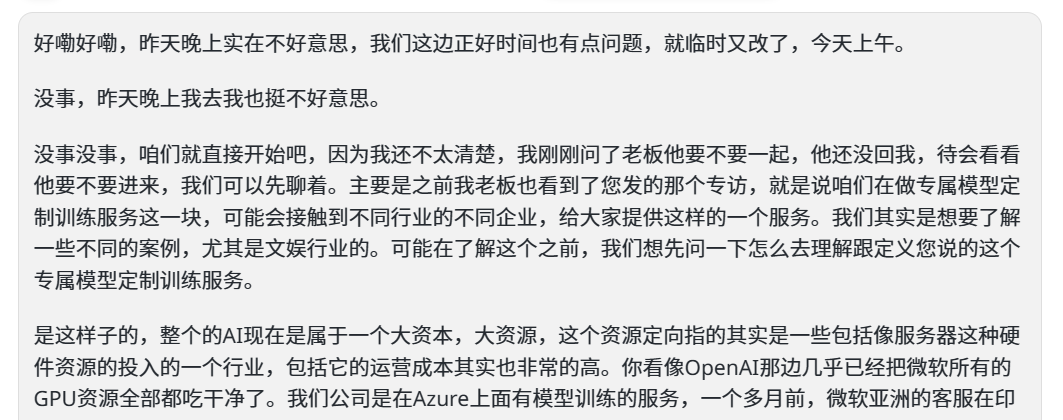 好嘞好嘞，昨天晚上实在不好意思，我们这边正好时间也有点问题，就临时又改了，今天上午。
没事，昨天晚上我去我也挺不好意思。
没事没事，咱们就直接开始吧，因为我还不太清楚，我刚刚问了老板他要不要一起，他还没回我，待会看看
他要不要进来，我们可以先聊着。主要是之前我老板也看到了您发的那个专访，就是说咱们在做专属模型定
制训练服务这一块，可能会接触到不同行业的不同企业，给大家提供这样的一个服务。我们其实是想要了解
一些不同的案例，尤其是文娱行业的。可能在了解这个之前，我们想先问一下怎么去理解跟定义您说的这个
专属模型定制训练服务。
是这样子的，整个的AI现在是属于一个大资本，大资源，这个资源定向指的其实是一些包括像服务器这种硬
件资源的投入的一个行业，包括它的运营成本其实也非常的高。你看像OpenAI那边几乎已经把微软所有的
GPU资源全部都吃干净了。我们公司是在Azure上面有模型训练的服务，一个多月前，微软亚洲的客服在印